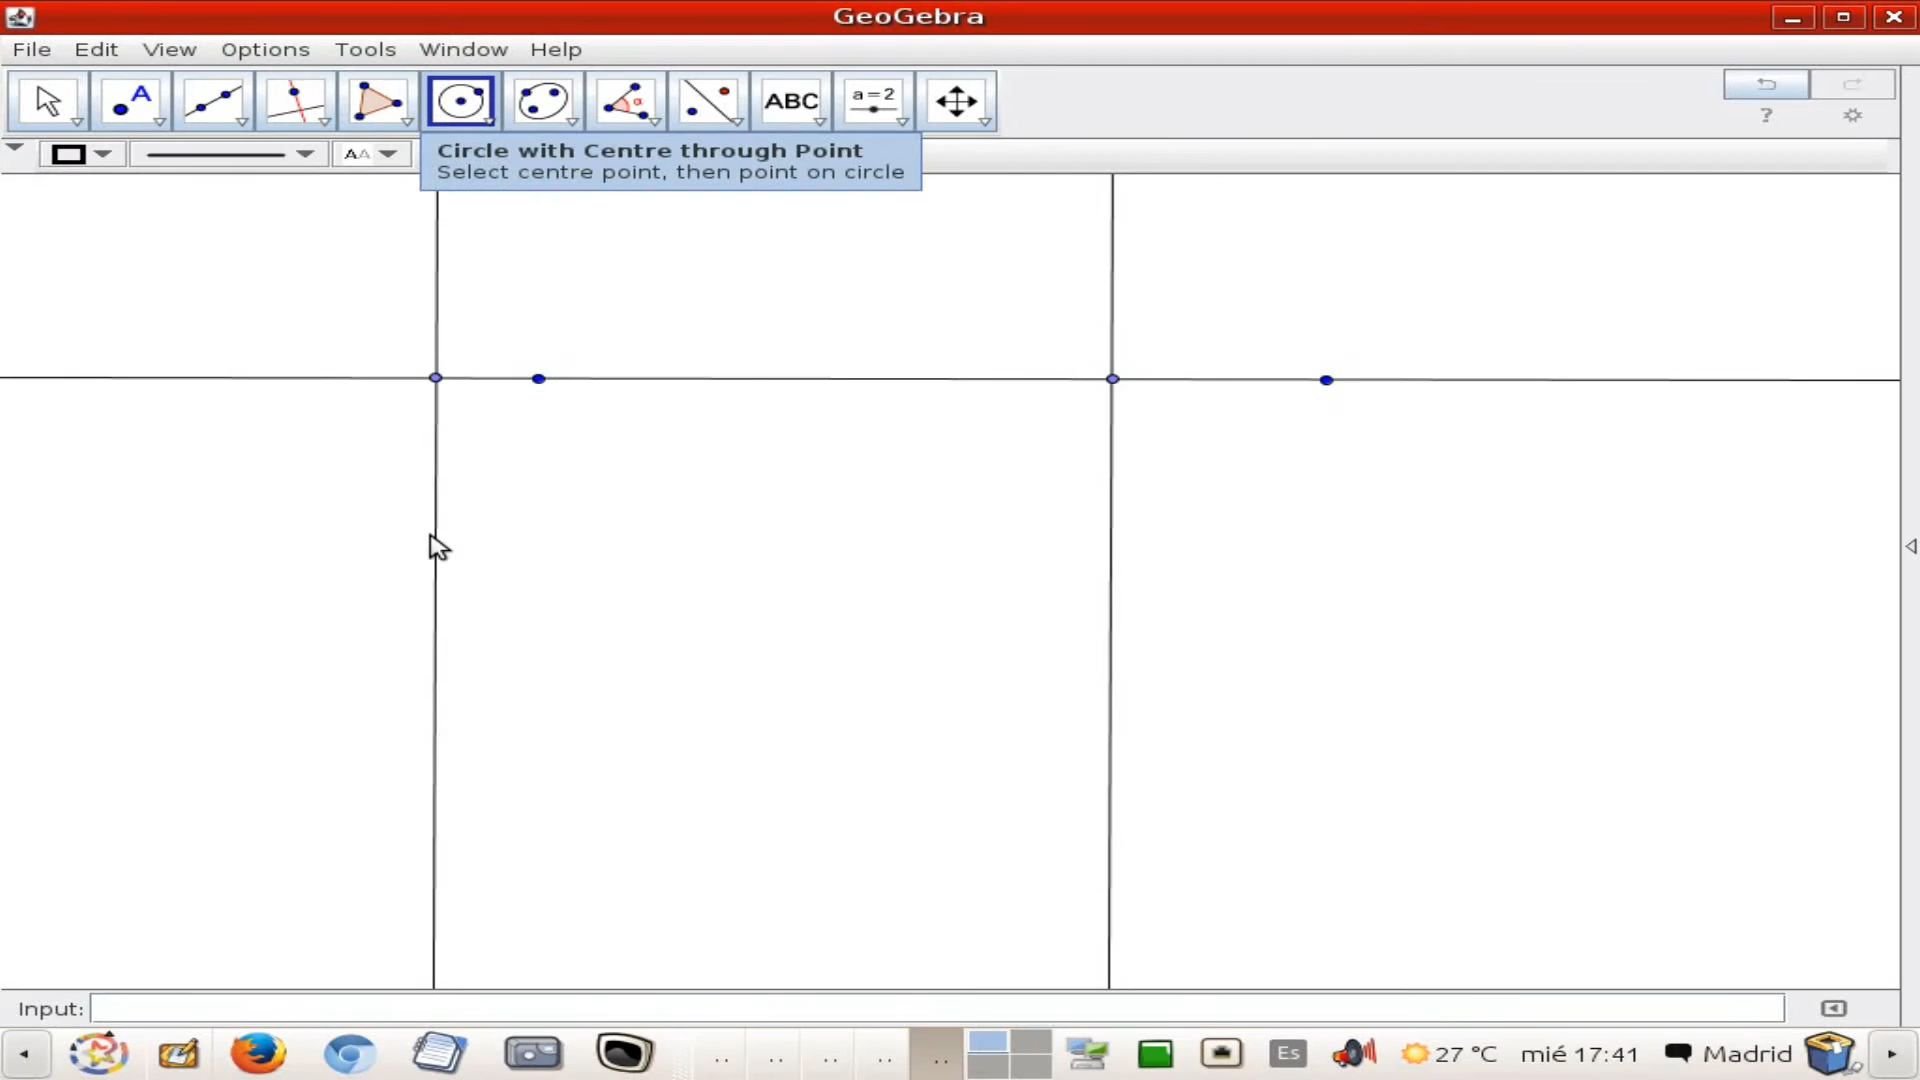 GeoGebra
File Edit View Options Tools Window Help
A
α
ABC
a=2
?
AA
Circle with Centre through Point
Select centre point, then point on circle
Input:
Es
27 °C
mié 17:41
Madrid